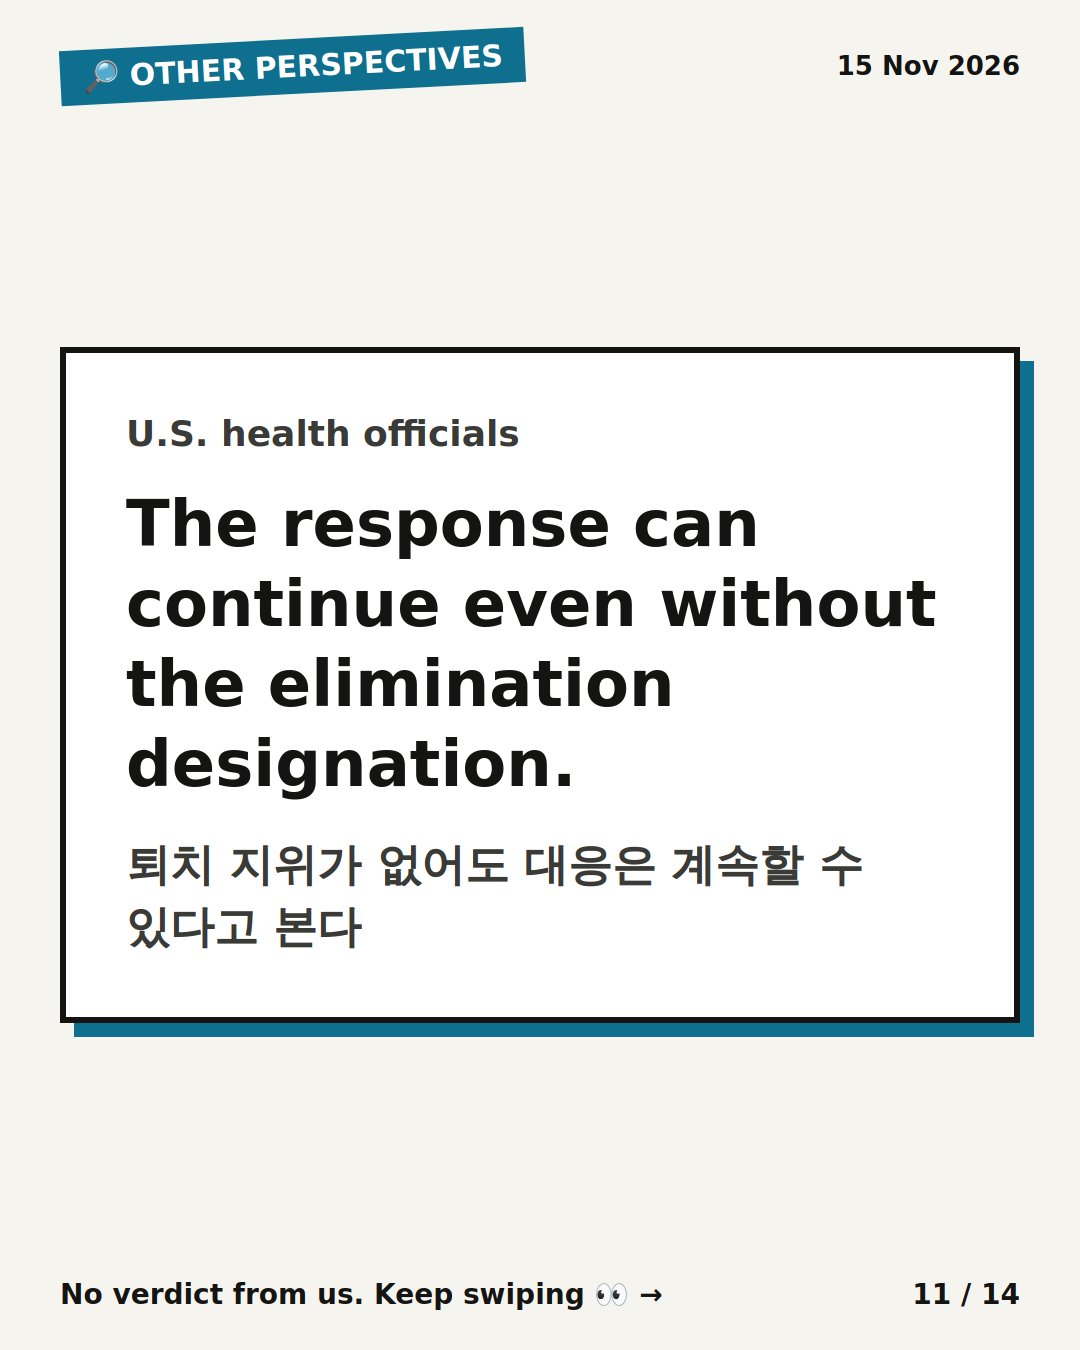 🔎 OTHER PERSPECTIVES
15 Nov 2026
U.S. health officials
The response can
continue even without
the elimination
designation.
퇴치 지위가 없어도 대응은 계속할 수
있다고 본다
No verdict from us. Keep swiping 👀 →
11 / 14